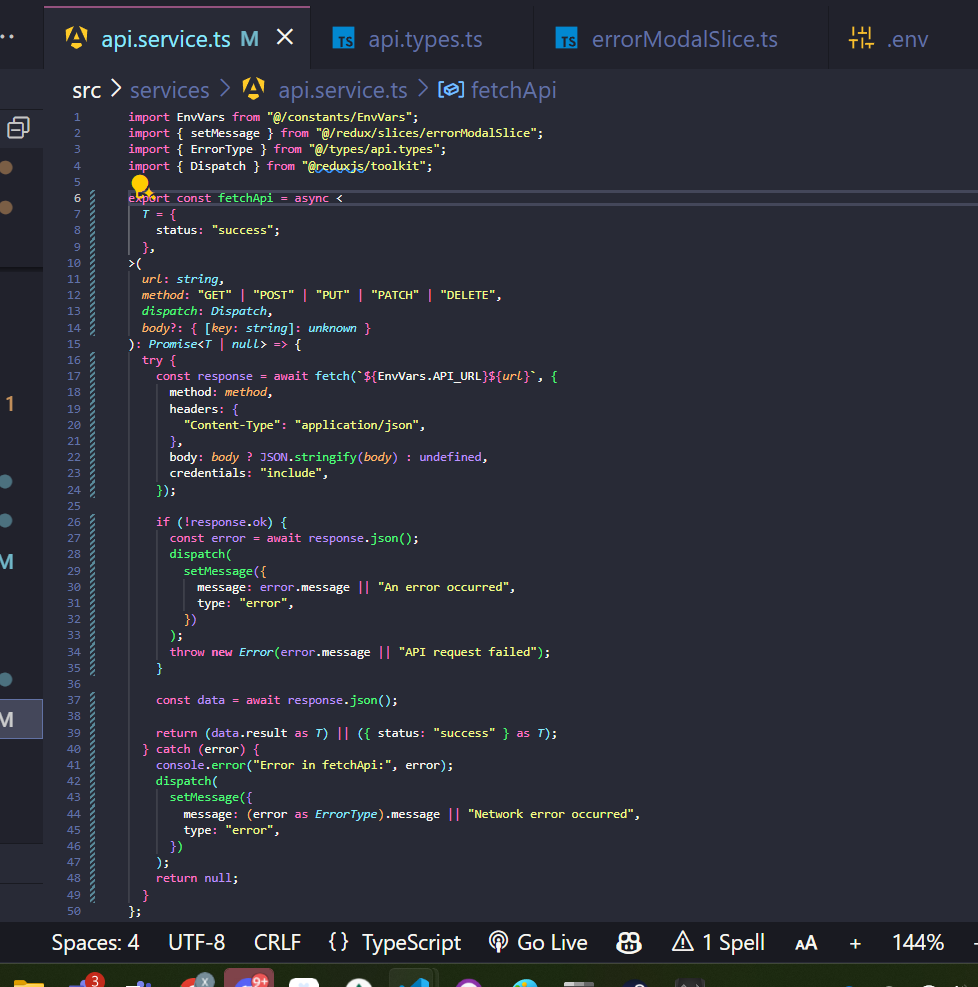 api.service.ts M
TS api.types.ts
TS errorModalSlice.ts
.env
src > services > api.service.ts > fetchApi
1 import EnvVars from "@/constants/EnvVars";
2 import { setMessage } from "@/redux/slices/errorModalSlice";
3 import { ErrorType } from "@/types/api.types";
4 import { Dispatch } from "@reduxjs/toolkit";
5
6 export const fetchApi = async <
7 T = {
8 status: "success";
9 },
10 >(
11 url: string,
12 method: "GET" | "POST" | "PUT" | "PATCH" | "DELETE",
13 dispatch: Dispatch,
14 body?: { [key: string]: unknown }
15 ): Promise<T | null> => {
16 try {
17 const response = await fetch(`${EnvVars.API_URL}${url}`, {
18 method: method,
19 headers: {
20 "Content-Type": "application/json",
21 },
22 body: body ? JSON.stringify(body) : undefined,
23 credentials: "include",
24 });
25
26 if (!response.ok) {
27 const error = await response.json();
28 dispatch(
29 setMessage({
30 message: error.message || "An error occurred",
31 type: "error",
32 })
33 );
34 throw new Error(error.message || "API request failed");
35 }
36
37 const data = await response.json();
38
39 return (data.result as T) || ({ status: "success" } as T);
40 } catch (error) {
41 console.error("Error in fetchApi:", error);
42 dispatch(
43 setMessage({
44 message: (error as ErrorType).message || "Network error occurred",
45 type: "error",
46 })
47 );
48 return null;
49 }
50 };
1
M
M
Spaces: 4 UTF-8 CRLF {} TypeScript Go Live 1 Spell AA + 144% -
3 X 9+